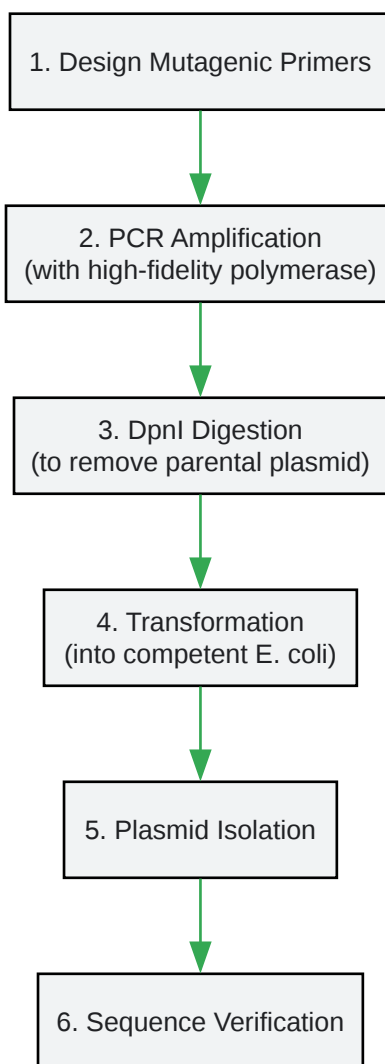 1. Design Mutagenic Primers
2. PCR Amplification
(with high-fidelity polymerase)
3. DpnI Digestion
(to remove parental plasmid)
4. Transformation
(into competent E. coli)
5. Plasmid Isolation
6. Sequence Verification